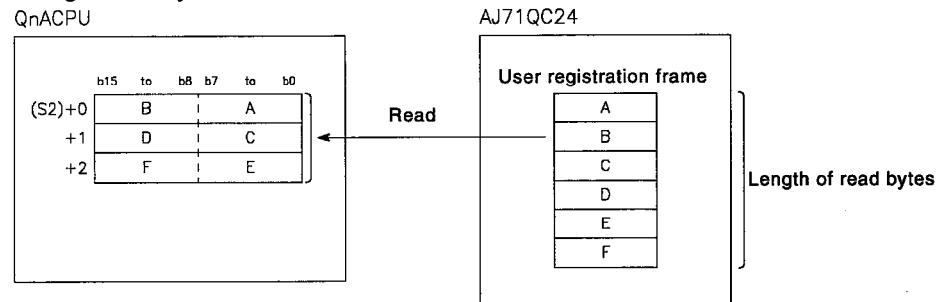 QnACPU
AJ71QC24
b15 to b8 b7 to b0
User registration frame
(S2)+0 B A
+1 D C
+2 F E
Read
A
B
C
D
E
F
Length of read bytes